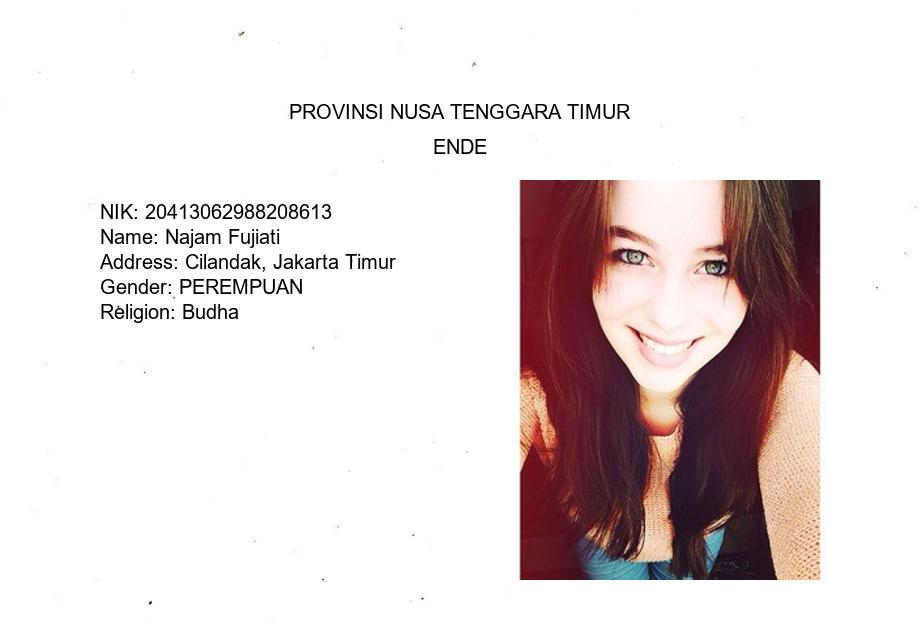 PROVINSI NUSA TENGGARA TIMUR
ENDE
NIK: 20413062988208613
Name: Najam Fujiati
Address: Cilandak, Jakarta Timur
Gender: PEREMPUAN
Religion: Budha